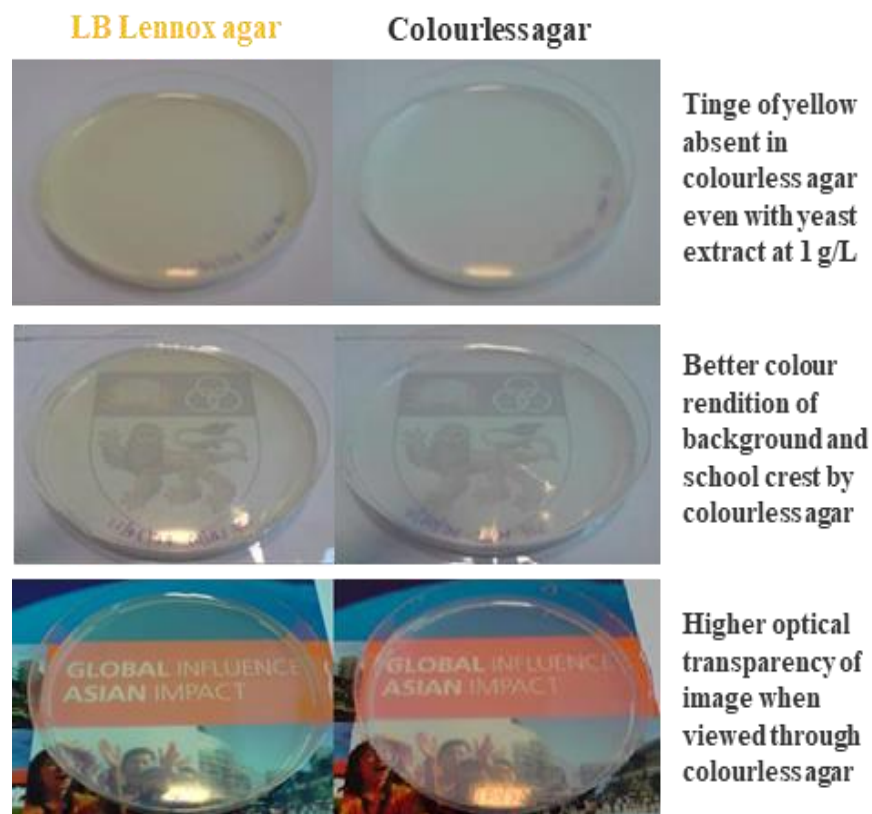 LB Lennox agar
Colourless agar
Tinge of yellow
absent in
colourless agar
even with yeast
extract at 1 g/L
Better colour
rendition of
background and
school crest by
colourless agar
GLOBAL INFLUENCE
ASIAN IMPACT
GLOBAL INFLUENCE
ASIAN IMPACT
Higher optical
transparency of
image when
viewed through
colourless agar